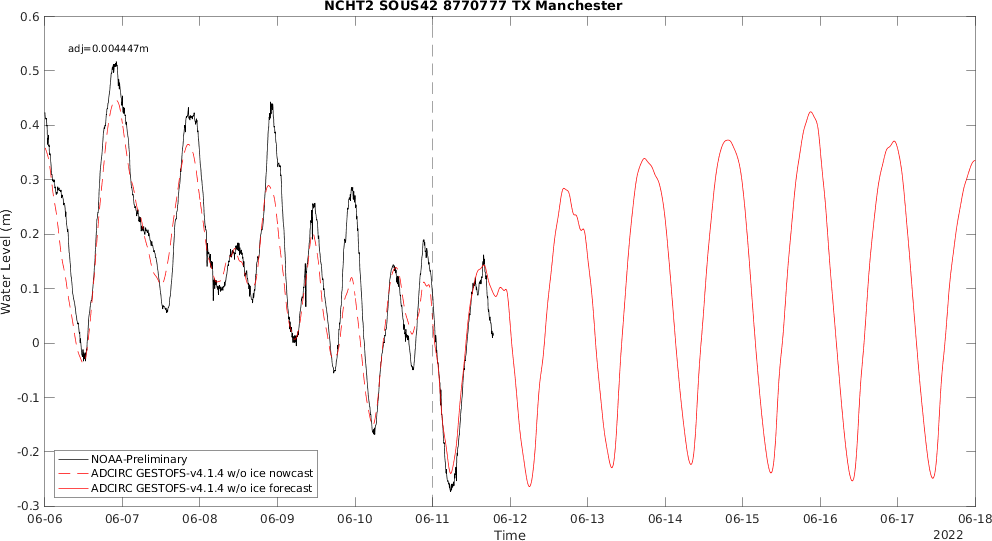 NCHT2 SOUS42 8770777 TX Manchester
adj=0.004447m
Water Level (m)
0.6
0.5
0.4
0.3
0.2
0.1
0
-0.1
-0.2
-0.3
NOAA-Preliminary
ADCIRC GESTOFS-v4.1.4 w/o ice nowcast
ADCIRC GESTOFS-v4.1.4 w/o ice forecast
06-06 06-07 06-08 06-09 06-10 06-11 06-12 06-13 06-14 06-15 06-16 06-17 06-18
Time
2022